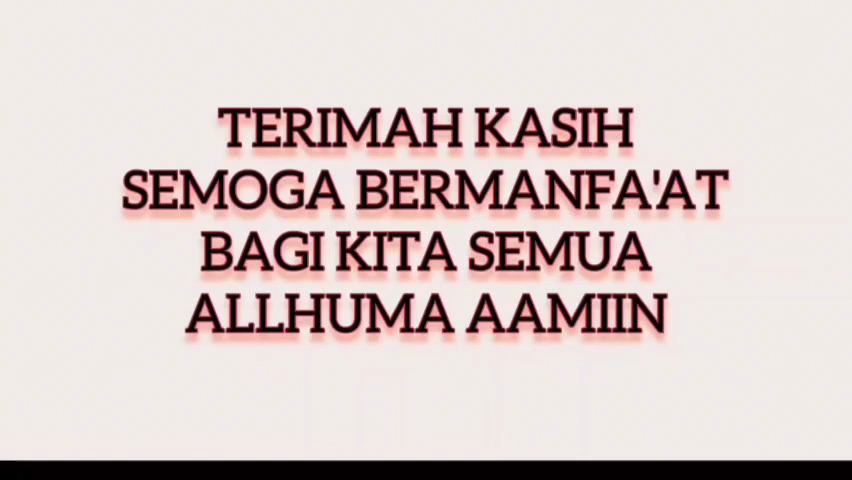 TERIMAH KASIH
SEMOGA BERMANFA'AT
BAGI KITA SEMUA
ALLHUMA AAMIIN